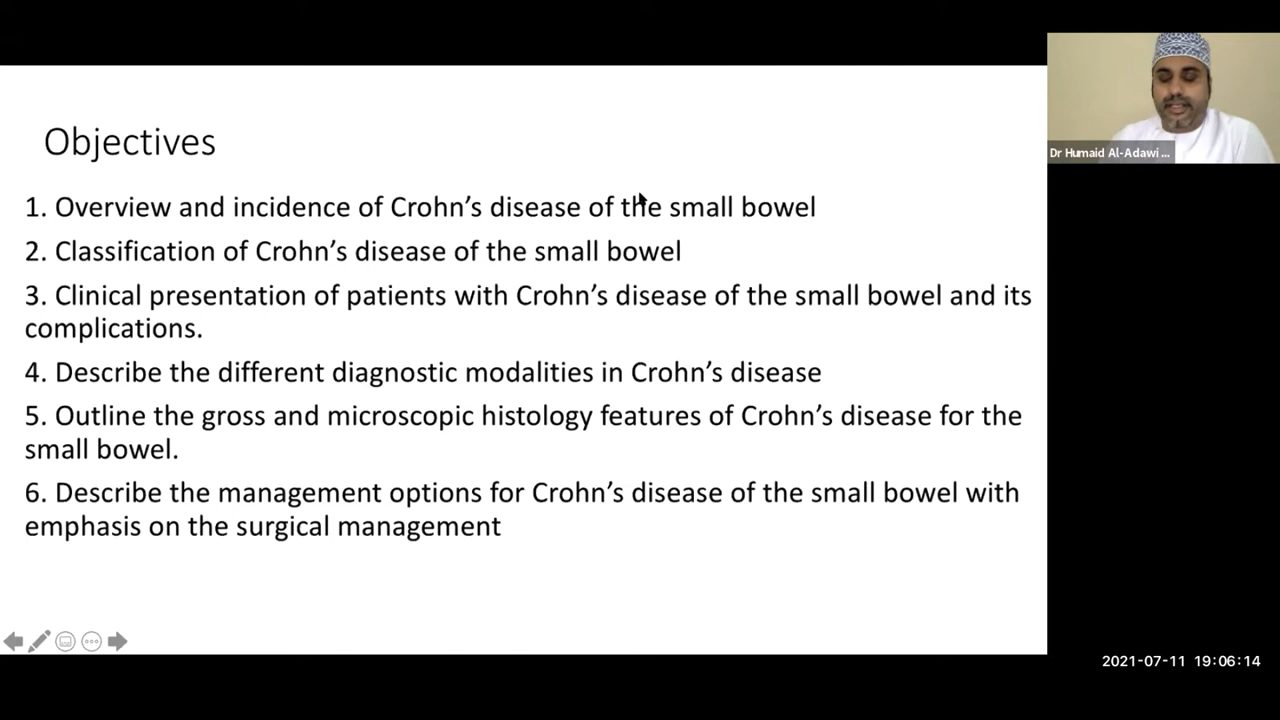 Objectives
1. Overview and incidence of Crohn’s disease of the small bowel
2. Classification of Crohn’s disease of the small bowel
3. Clinical presentation of patients with Crohn’s disease of the small bowel and its
complications.
4. Describe the different diagnostic modalities in Crohn’s disease
5. Outline the gross and microscopic histology features of Crohn’s disease for the
small bowel.
6. Describe the management options for Crohn’s disease of the small bowel with
emphasis on the surgical management
Dr Humaid Al-Adawi ...
2021-07-11 19:06:14